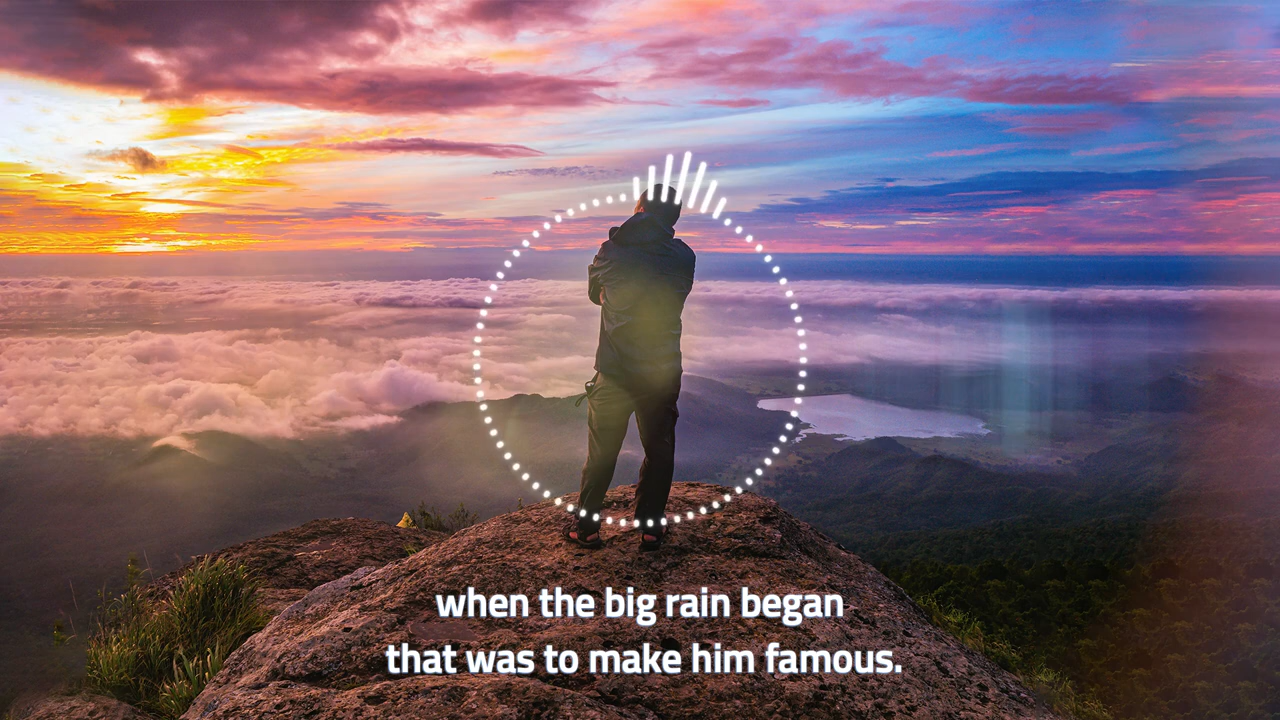 when the big rain began
that was to make him famous.